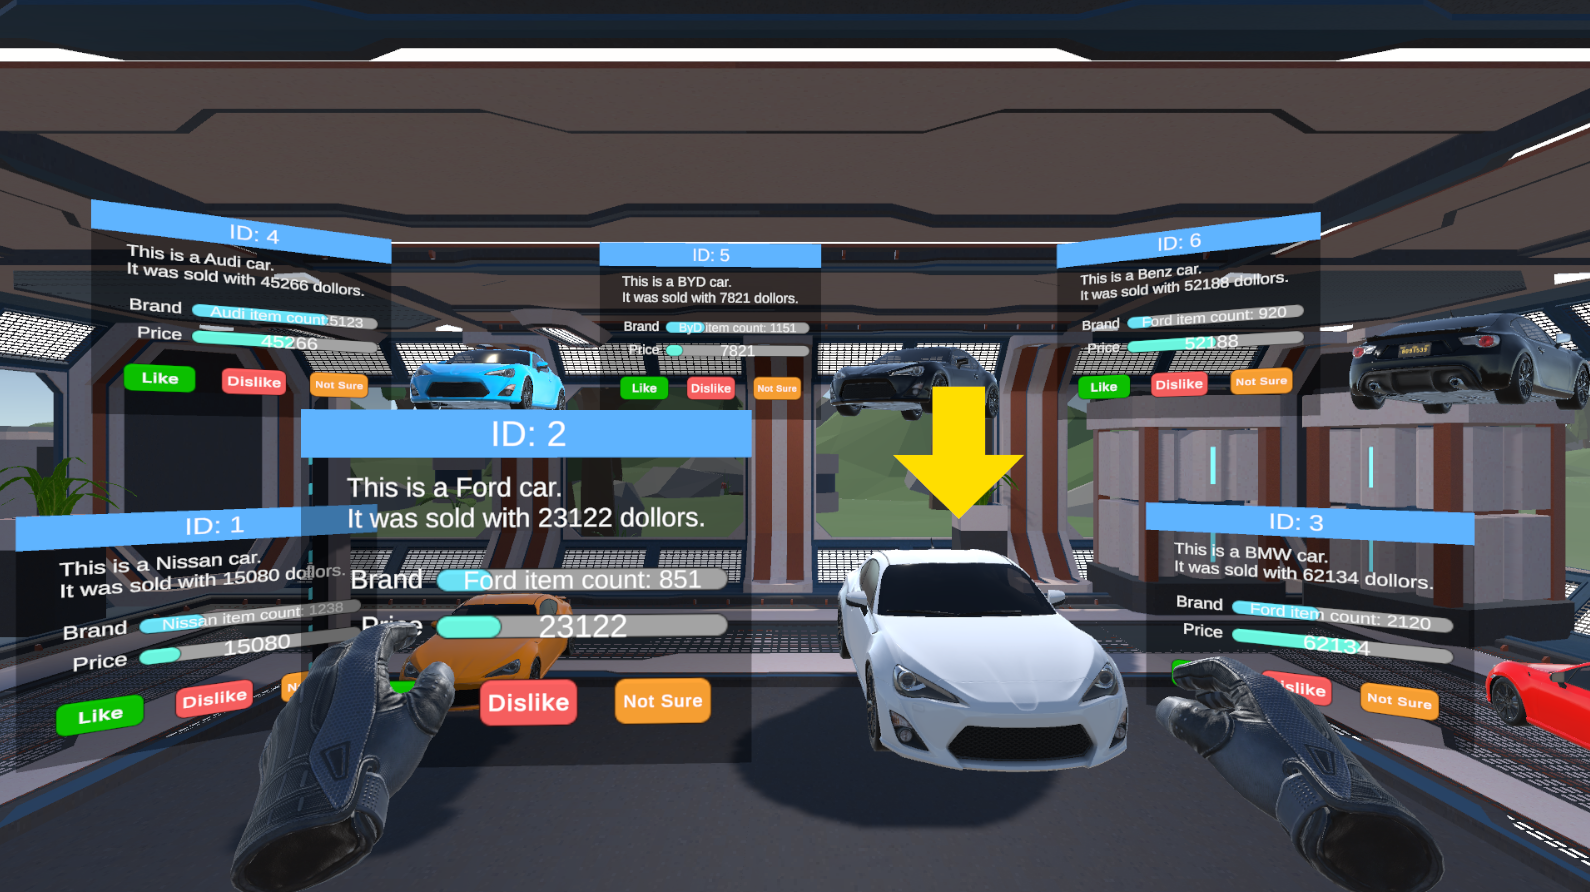 ID: 4
This is a Audi car.
It was sold with 45266 dollors.
Brand Audi item count:5123
Price 45266
Like Dislike Not Sure
ID: 5
This is a BYD car.
It was sold with 7821 dollors.
Brand ByD item count: 1151
Price 7821
Like Dislike Not Sure
ID: 6
This is a Benz car.
It was sold with 52188 dollors.
Brand Ford item count: 920
Price 52188
Like Dislike Not Sure
ID: 1
This is a Nissan car.
It was sold with 15080 dollors.
Brand Nissan item count: 1238
Price 15080
Like Dislike
ID: 2
This is a Ford car.
It was sold with 23122 dollors.
Brand Ford item count: 851
Price 23122
Dislike Not Sure
ID: 3
This is a BMW car.
It was sold with 62134 dollors.
Brand Ford item count: 2120
Price 62134
Dislike Not Sure